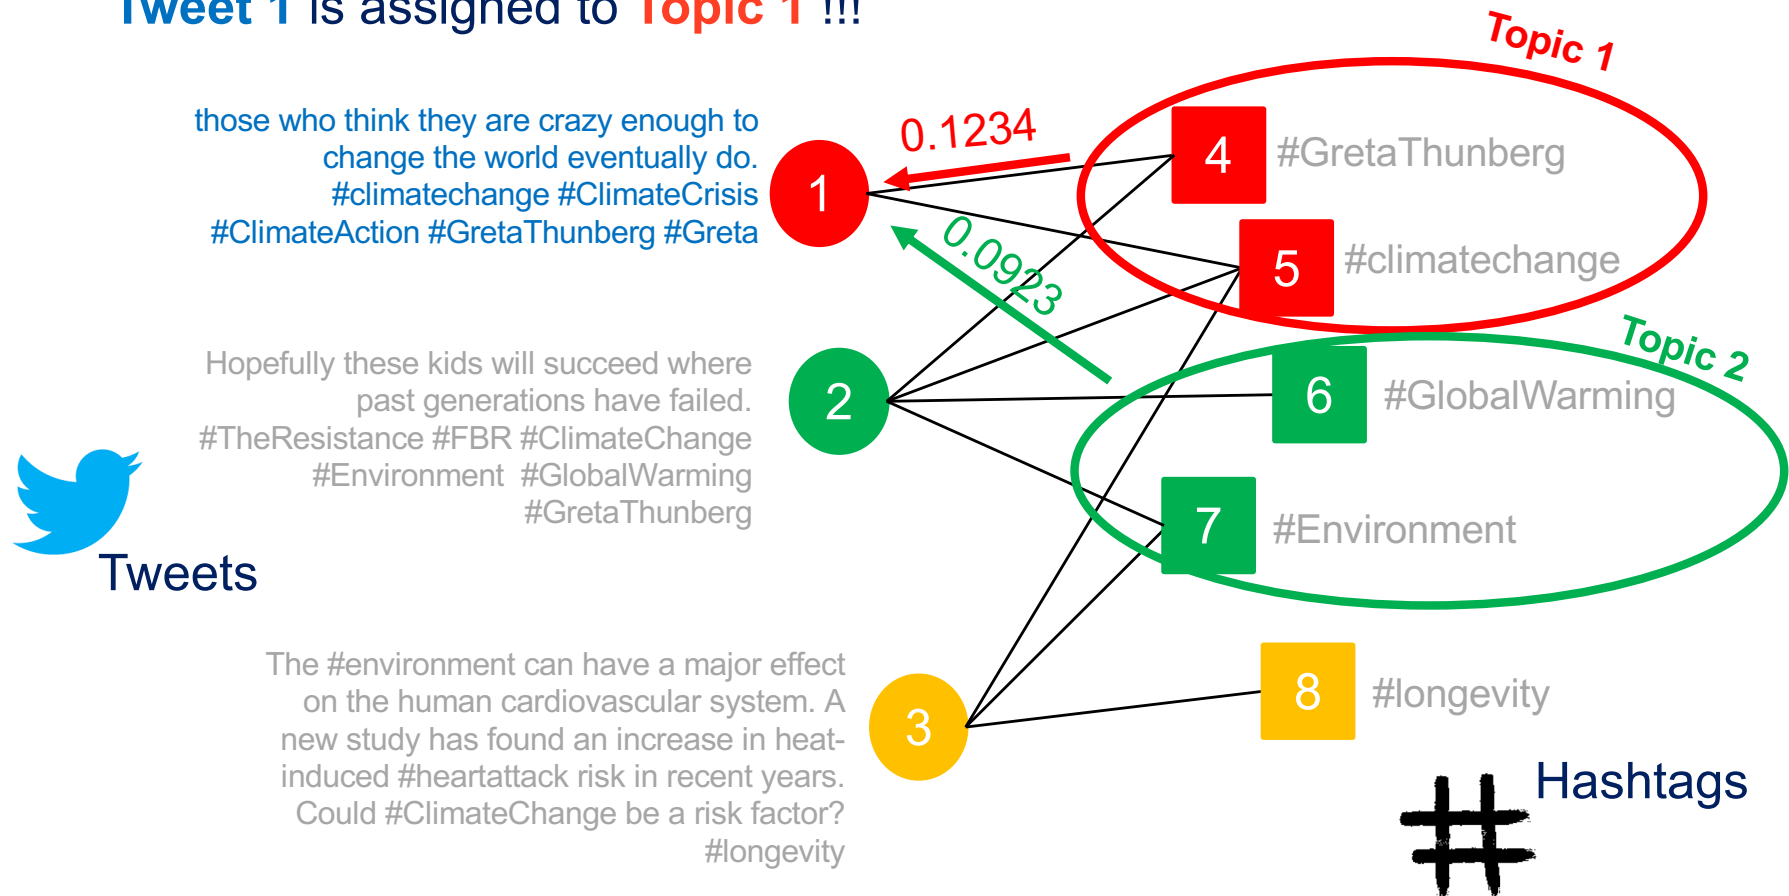 Tweet 1 is assigned to Topic 1 !!!
Topic 1
those who think they are crazy enough to
change the world eventually do.
#climatechange #ClimateCrisis
#ClimateAction #GretaThunberg #Greta
1
0.1234
4
#GretaThunberg
0.0923
5
#climatechange
Topic 2
Hopefully these kids will succeed where
past generations have failed.
#TheResistance #FBR #ClimateChange
#Environment #GlobalWarming
#GretaThunberg
2
6
#GlobalWarming
7
#Environment
Tweets
The #environment can have a major effect
on the human cardiovascular system. A
new study has found an increase in heat-
induced #heartattack risk in recent years.
Could #ClimateChange be a risk factor?
#longevity
3
8
#longevity
#
Hashtags